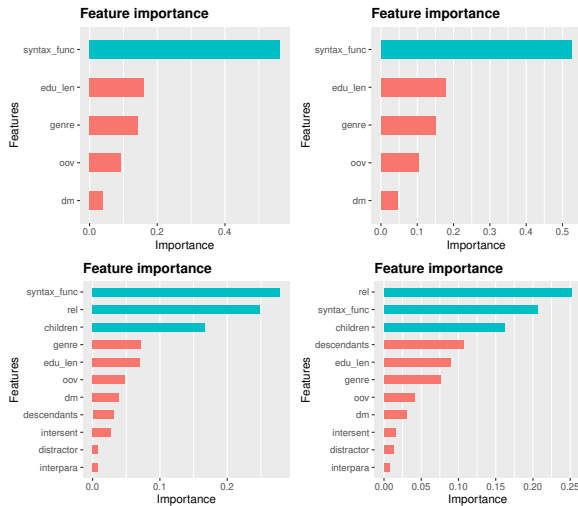 Feature importance
Features
syntax_func
edu_len
genre
oov
dm
0.0 0.2 0.4
Importance
Feature importance
Features
syntax_func
edu_len
genre
oov
dm
0.0 0.1 0.2 0.3 0.4 0.5
Importance
Feature importance
Features
syntax_func
rel
children
genre
edu_len
oov
dm
descendants
intersent
distractor
interpara
0.0 0.1 0.2
Importance
Feature importance
Features
rel
syntax_func
children
descendants
edu_len
genre
oov
dm
intersent
distractor
interpara
0.00 0.05 0.10 0.15 0.20 0.25
Importance